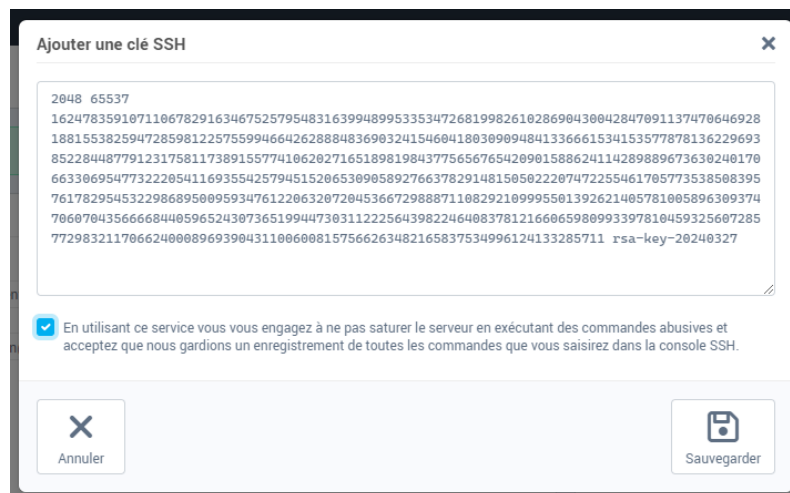 Ajouter une clé SSH
2048 65537
162478359107110678291634675257954831639948995335347268199826102869043004284709113747064692​8
188155382594728598122575599466426288848369032415460418030909484133666153415357787813622969​3
852284487791231758117389155774106202716518981984377565676542090158862411428988967363024017​0
663306954773222054116935542579451520653090589276637829148150502220747225546170577353850839​5
761782954532298689500959347612206320720453667298887110829210999550139262140578100589630937​4
706070435666684405965243073651994473031122256439822464083781216606598099339781045932560728​5
772983211706624000896939043110060081575662634821658375349961241332857​11 rsa-key-20240327
En utilisant ce service vous vous engagez à ne pas saturer le serveur en exécutant des commandes abusives et
acceptez que nous gardions un enregistrement de toutes les commandes que vous saisirez dans la console SSH.
Annuler
Sauvegarder